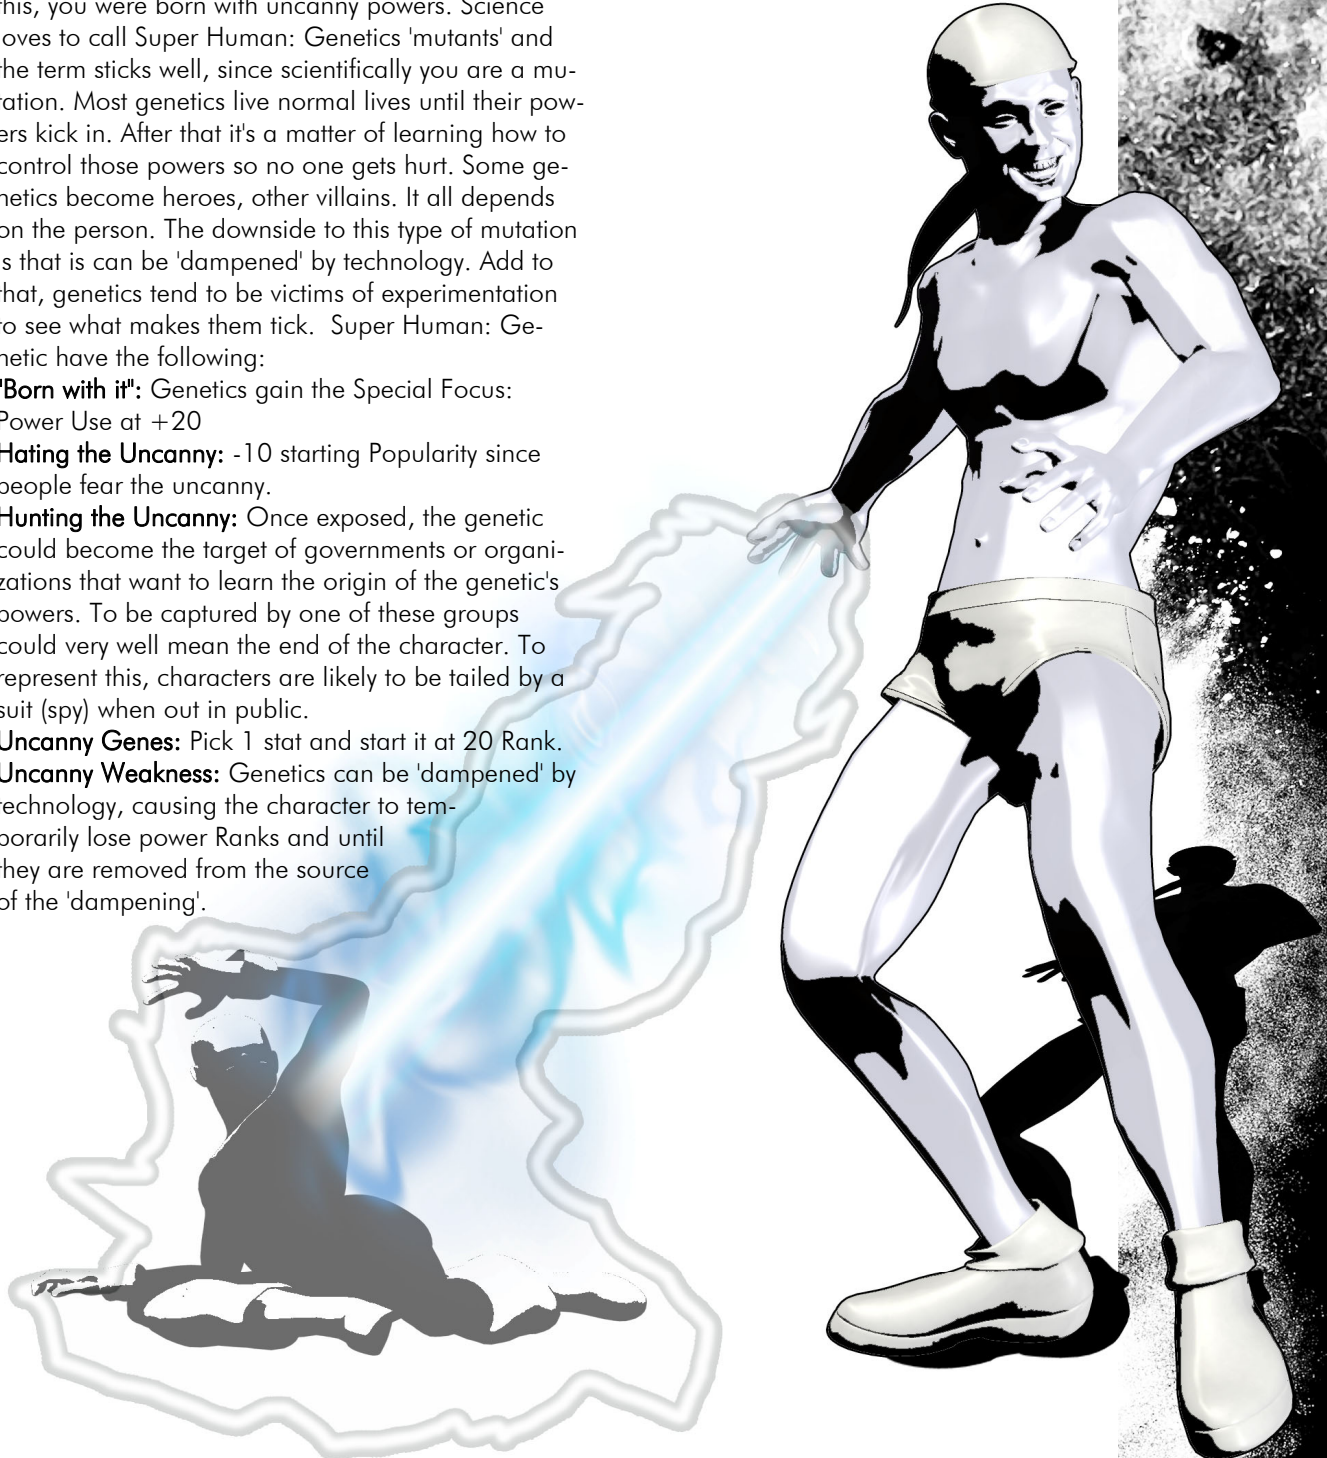 this, you were born with uncanny powers. Science
loves to call Super Human: Genetics 'mutants' and
the term sticks well, since scientifically you are a mu-
tation. Most genetics live normal lives until their pow-
ers kick in. After that it's a matter of learning how to
control those powers so no one gets hurt. Some ge-
netics become heroes, other villains. It all depends
on the person. The downside to this type of mutation
is that is can be 'dampened' by technology. Add to
that, genetics tend to be victims of experimentation
to see what makes them tick.  Super Human: Ge-
netic have the following:
"Born with it": Genetics gain the Special Focus:
Power Use at +20
Hating the Uncanny: -10 starting Popularity since
people fear the uncanny.
Hunting the Uncanny: Once exposed, the genetic
could become the target of governments or organi-
zations that want to learn the origin of the genetic's
powers. To be captured by one of these groups
could very well mean the end of the character. To
represent this, characters are likely to be tailed by a
suit (spy) when out in public.
Uncanny Genes: Pick 1 stat and start it at 20 Rank.
Uncanny Weakness: Genetics can be 'dampened' by
technology, causing the character to tem-
porarily lose power Ranks and until
they are removed from the source
of the 'dampening'.